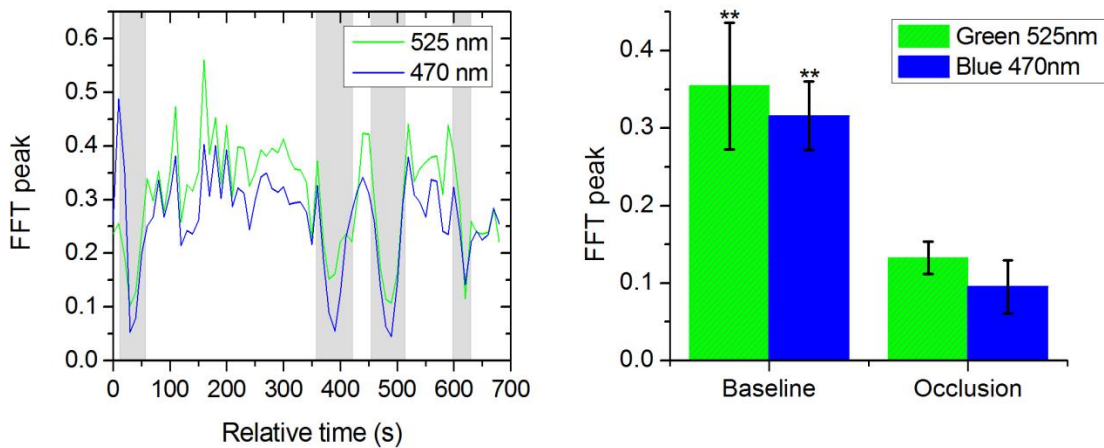 0.6
0.5
0.4
0.3
0.2
0.1
0.0
FFT peak
525 nm
470 nm
0 100 200 300 400 500 600 700
Relative time (s)
0.4
0.3
0.2
0.1
0.0
FFT peak
**
**
Green 525nm
Blue 470nm
Baseline Occlusion